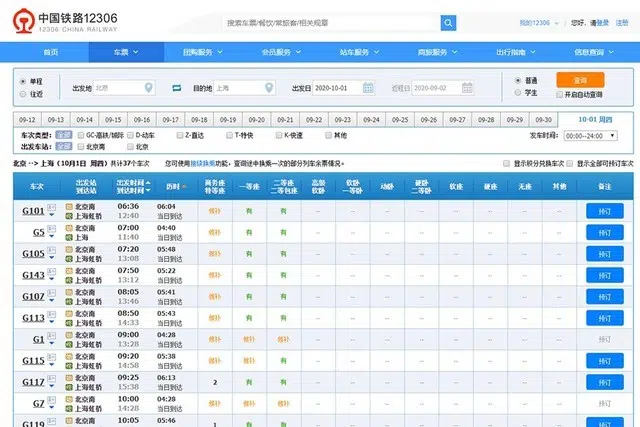 中国铁路12306
12306 CHINA RAILWAY
搜索车票/餐饮/常旅客/相关规章
我的12306 | 您好，请登录 注册
首页 车票 团购服务 会员服务 站车服务 商旅服务 出行指南 信息查询
单程 往返
出发地 北京 目的地 上海 出发日 2020-10-01 返程日 2020-09-02
普通 学生
查询
开启自动查询
09-12 09-13 09-14 09-15 09-16 09-17 09-18 09-19 09-20 09-21 09-22 09-23 09-24 09-25 09-26 09-27 09-28 09-29 09-30 10-01 周四
车次类型： 全部 GC-高铁/城际 D-动车 Z-直达 T-特快 K-快速 其他 发车时间： 00:00--24:00
出发车站： 全部 北京南 北京
北京 --> 上海（10月1日 周四）共计37个车次 您可使用接续换乘功能，查询途中换乘一次的部分列车余票情况。 显示积分兑换车次 显示全部可预订车次
车次 出发站 到达站 出发时间 到达时间 历时 商务座 特等座 一等座 二等座 二等包座 高级 软卧 软卧 一等卧 动卧 硬卧 二等卧 软座 硬座 无座 其他 备注
G101 北京南 上海虹桥 06:36 12:40 06:04 当日到达 候补 有 有 -- -- -- -- -- -- -- -- 预订
G5 北京南 上海 07:00 11:40 04:40 当日到达 候补 有 有 -- -- -- -- -- -- -- -- 预订
G105 北京南 上海虹桥 07:20 13:08 05:48 当日到达 候补 有 有 -- -- -- -- -- -- -- -- 预订
G143 北京南 上海虹桥 07:50 13:12 05:22 当日到达 候补 有 有 -- -- -- -- -- -- -- -- 预订
G107 北京南 上海虹桥 08:05 13:46 05:41 当日到达 候补 有 有 -- -- -- -- -- -- -- -- 预订
G113 北京南 上海虹桥 08:50 14:33 05:43 当日到达 候补 有 有 -- -- -- -- -- -- -- -- 预订
G1 北京南 上海虹桥 09:00 13:28 04:28 当日到达 候补 候补 候补 -- -- -- -- -- -- -- -- 预订
G115 北京南 上海虹桥 09:20 14:58 05:38 当日到达 候补 有 有 -- -- -- -- -- -- -- -- 预订
G117 北京南 上海虹桥 09:25 15:38 06:13 当日到达 2 有 有 -- -- -- -- -- -- -- -- 预订
G7 北京南 上海虹桥 10:00 14:28 04:28 当日到达 候补 候补 候补 -- -- -- -- -- -- -- -- 预订
G119 北京南 10:05 05:46 1 有 有 -- -- -- -- -- -- -- -- 预订